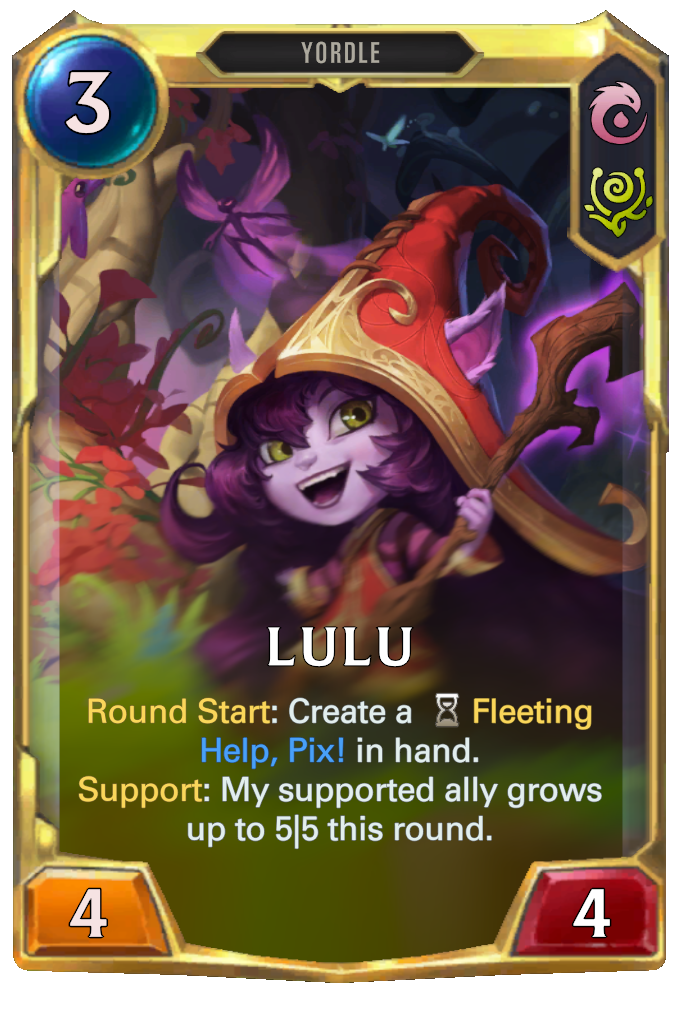 YORDLE
3
LULU
Round Start: Create a Fleeting
Help, Pix! in hand.
Support: My supported ally grows
up to 5|5 this round.
4
4